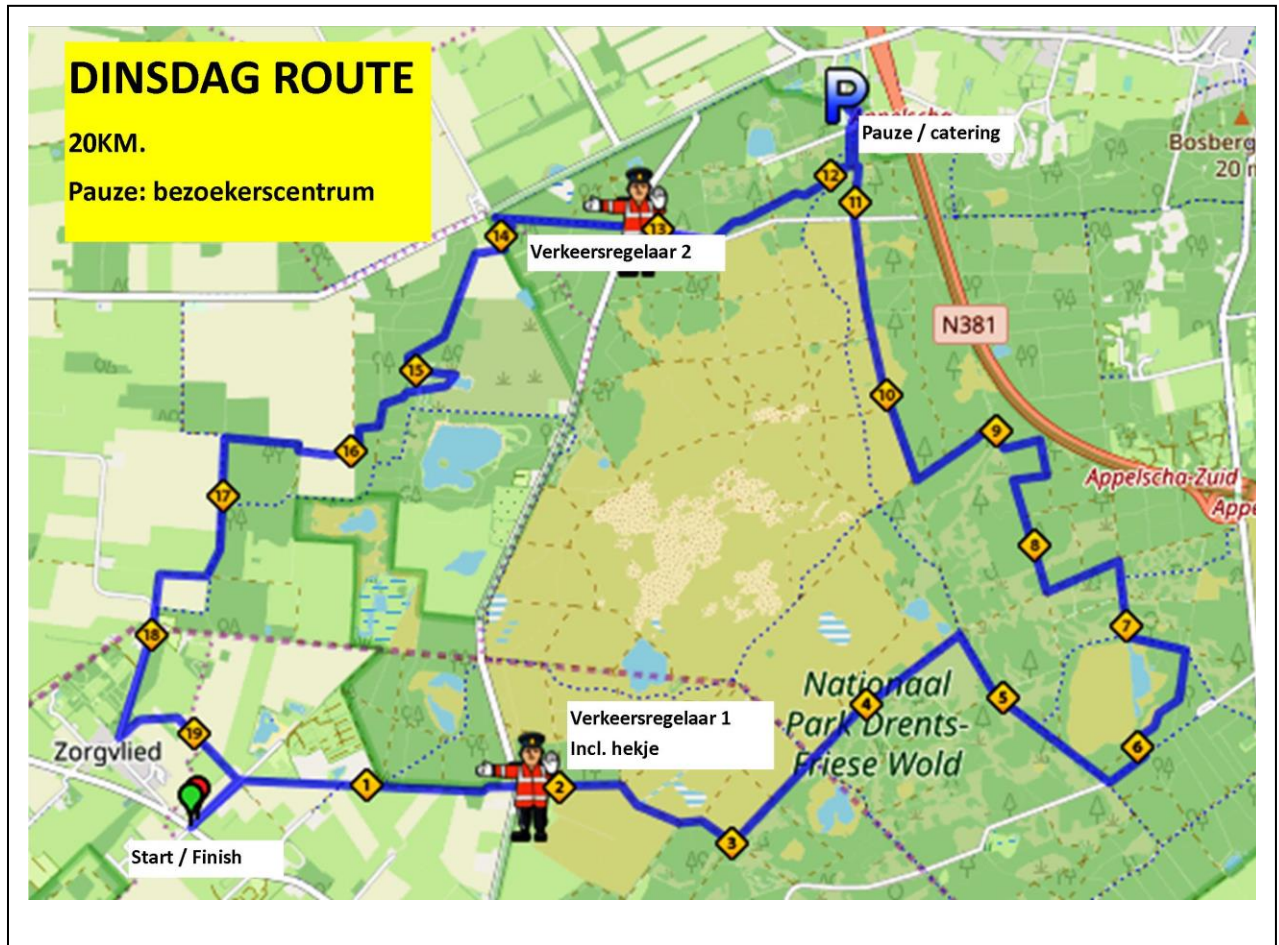 DINSDAG ROUTE
20KM.
Pauze: bezoekerscentrum
P
Pauze / catering
Bosberg
20 m
12
11
14
13
Verkeersregelaar 2
N381
15
10
9
16
Appelscha-Zuid
17
8
7
18
Nationaal
Park Drents-
Friese Wold
4
5
Verkeersregelaar 1
Incl. hekje
19
Zorgvlied
6
1
2
3
Start / Finish